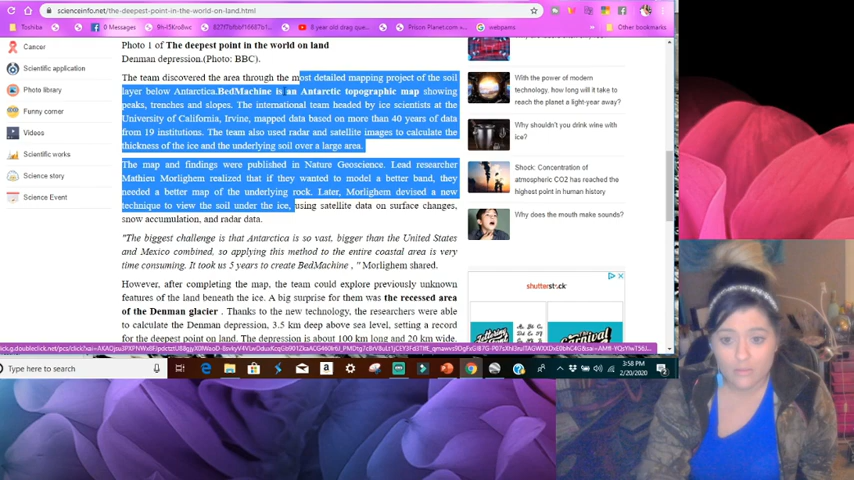 scienceinfo.net/the-deepest-point-in-the-world-on-land.html
Toshiba
0 Messages
9h-l5Kro8wc
8 year old drag que...
Prison Planet.com -...
webpams
Other bookmarks
Cancer
Scientific application
Photo library
Funny corner
Videos
Scientific works
Science story
Science Event
Photo 1 of The deepest point in the world on land
Denman depression.(Photo: BBC).
The team discovered the area through the most detailed mapping project of the soil
layer below Antarctica.BedMachine is an Antarctic topographic map showing
peaks, trenches and slopes. The international team headed by ice scientists at the
University of California, Irvine, mapped data based on more than 40 years of data
from 19 institutions. The team also used radar and satellite images to calculate the
thickness of the ice and the underlying soil over a large area.
The map and findings were published in Nature Geoscience. Lead researcher
Mathieu Morlighem realized that if they wanted to model a better band, they
needed a better map of the underlying rock. Later, Morlighem devised a new
technique to view the soil under the ice, using satellite data on surface changes,
snow accumulation, and radar data.
"The biggest challenge is that Antarctica is so vast, bigger than the United States
and Mexico combined, so applying this method to the entire coastal area is very
time consuming. It took us 5 years to create BedMachine , " Morlighem shared.
However, after completing the map, the team could explore previously unknown
features of the land beneath the ice. A big surprise for them was the recessed area
of the Denman glacier . Thanks to the new technology, the researchers were able
to calculate the Denman depression, 3.5 km deep above sea level, setting a record
for the deepest point on land. The depression is about 100 km long and 20 km wide.
With the power of modern
technology, how long will it take to
reach the planet a light-year away?
Why shouldn't you drink wine with
ice?
Shock: Concentration of
atmospheric CO2 has reached the
highest point in human history
Why does the mouth make sounds?
shutterstock
carnival
Type here to search
3:58 PM
2/20/2020